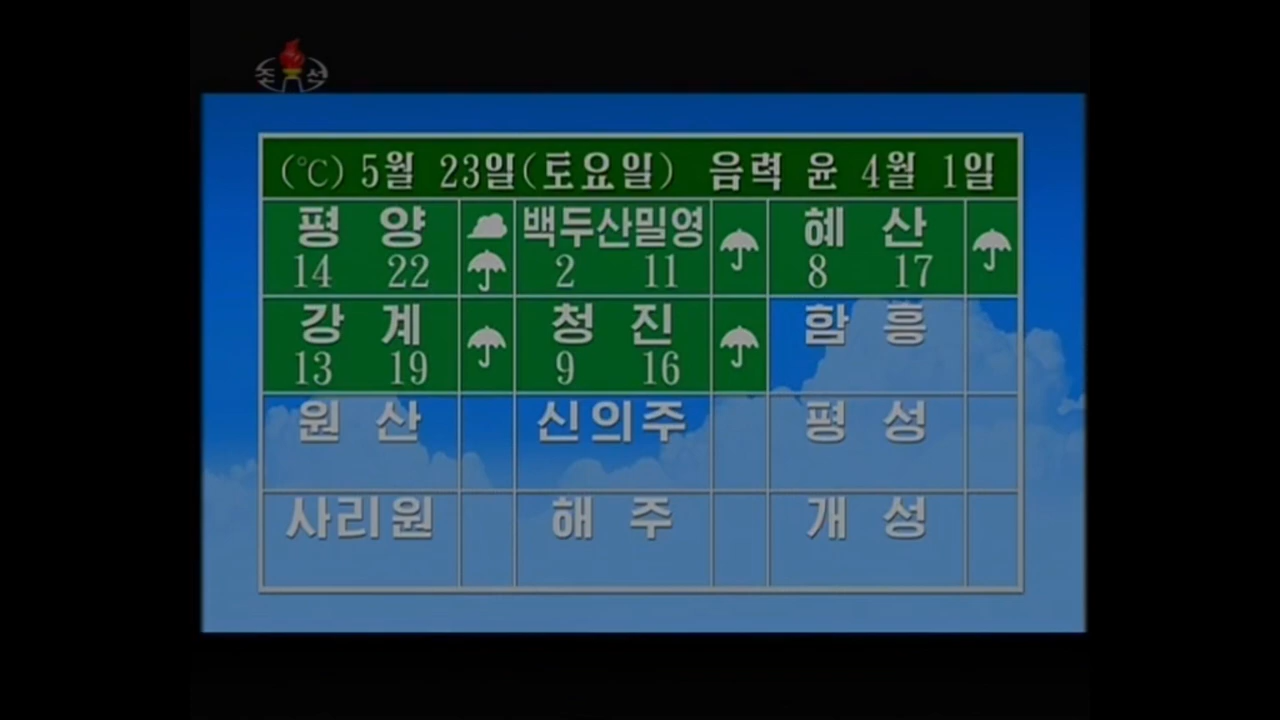 조선
(℃) 5월 23일(토요일) 음력 윤 4월 1일
평양 백두산밀영 혜산
14 22 2 11 8 17
강계 청진 함흥
13 19 9 16
원산 신의주 평성
사리원 해주 개성